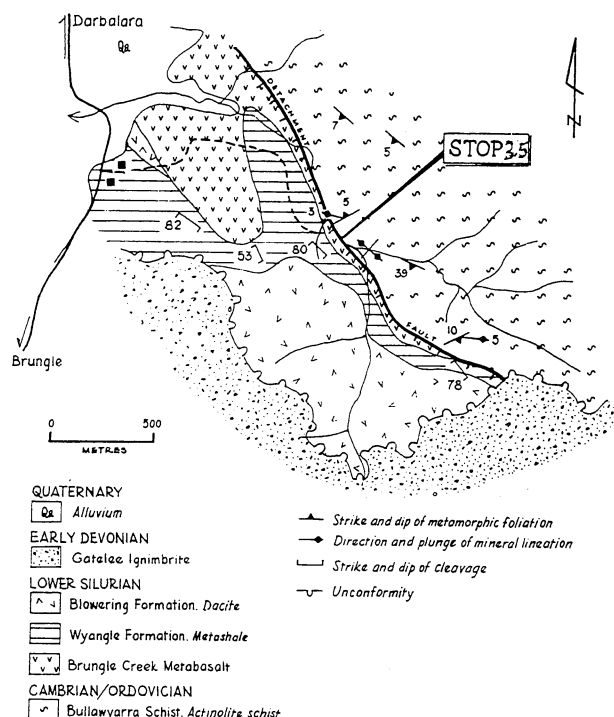 Darbalara
Qa
DETACHMENT
7
5
STOP 3.5
N
5
3
82
53
80
39
FAULT
10
5
78
Brungle
0 500
METRES
QUATERNARY
Qa Alluvium
EARLY DEVONIAN
Gatelee Ignimbrite
LOWER SILURIAN
Blowering Formation. Dacite
Wyangle Formation. Metashale
Brungle Creek Metabasalt
CAMBRIAN/ORDOVICIAN
Bullawyarra Schist. Actinolite schist
Strike and dip of metamorphic foliation
Direction and plunge of mineral lineation
Strike and dip of cleavage
Unconformity